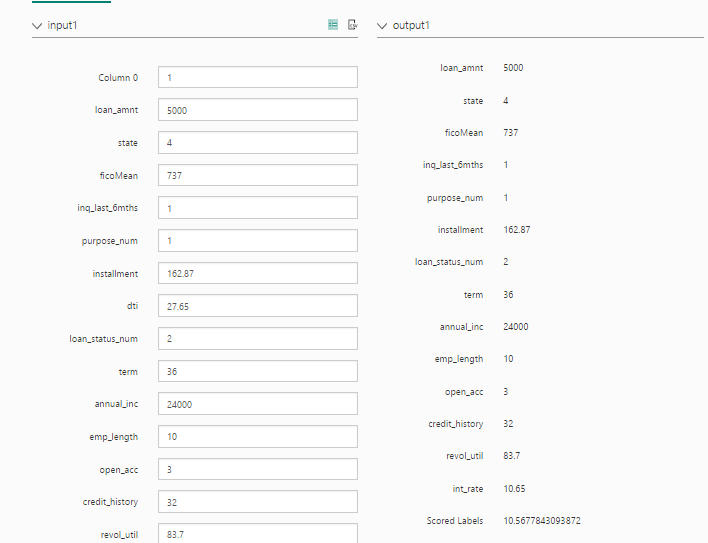 input1
Column 0 1
loan_amnt 5000
state 4
ficoMean 737
inq_last_6mths 1
purpose_num 1
installment 162.87
dti 27.65
loan_status_num 2
term 36
annual_inc 24000
emp_length 10
open_acc 3
credit_history 32
revol_util 83.7
output1
loan_amnt 5000
state 4
ficoMean 737
inq_last_6mths 1
purpose_num 1
installment 162.87
loan_status_num 2
term 36
annual_inc 24000
emp_length 10
open_acc 3
credit_history 32
revol_util 83.7
int_rate 10.65
Scored Labels 10.5677843093872